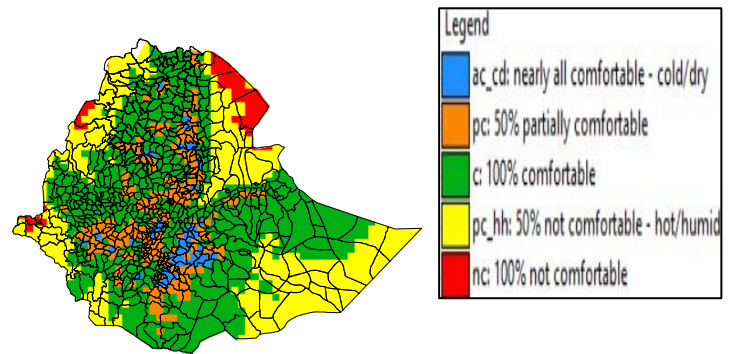 Legend
ac_cd: nearly all comfortable - cold/dry
pc: 50% partially comfortable
c: 100% comfortable
pc_hh: 50% not comfortable - hot/humid
nc: 100% not comfortable